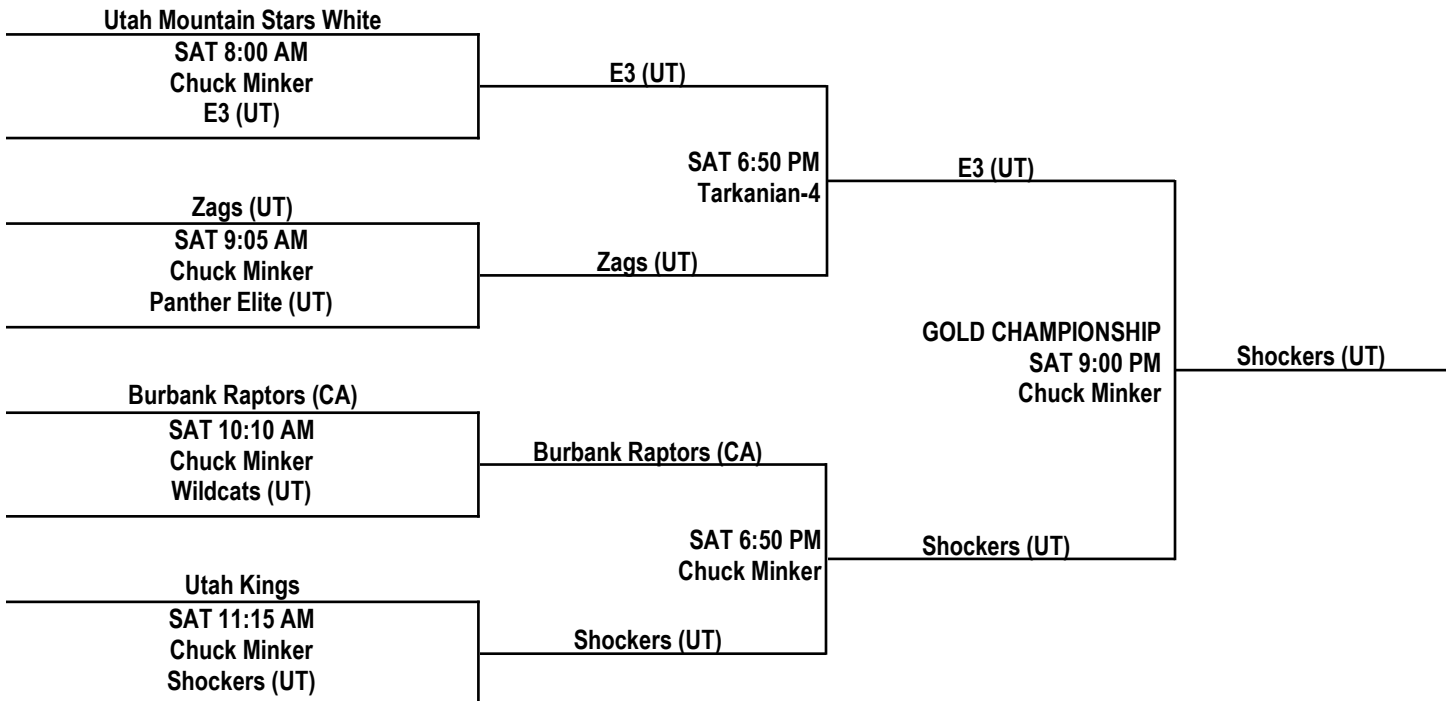 Utah Mountain Stars White
SAT 8:00 AM
Chuck Minker
E3 (UT)
E3 (UT)
SAT 6:50 PM
Tarkanian-4
E3 (UT)
Zags (UT)
SAT 9:05 AM
Chuck Minker
Panther Elite (UT)
Zags (UT)
GOLD CHAMPIONSHIP
SAT 9:00 PM
Chuck Minker
Shockers (UT)
Burbank Raptors (CA)
SAT 10:10 AM
Chuck Minker
Wildcats (UT)
Burbank Raptors (CA)
SAT 6:50 PM
Chuck Minker
Shockers (UT)
Utah Kings
SAT 11:15 AM
Chuck Minker
Shockers (UT)
Shockers (UT)